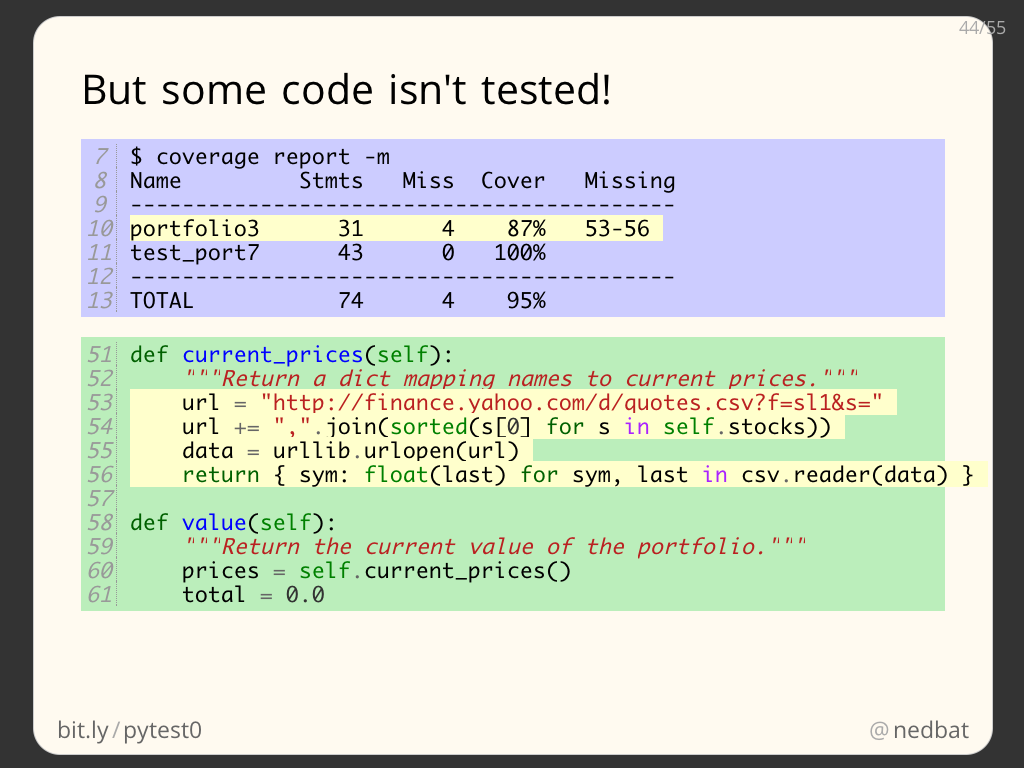 44/55
But some code isn't tested!
7 $ coverage report -m
8 Name         Stmts   Miss  Cover   Missing
9 ------------------------------------------
10 portfolio3      31      4    87%   53-56
11 test_port7      43      0   100%
12 ------------------------------------------
13 TOTAL           74      4    95%
51 def current_prices(self):
52     """Return a dict mapping names to current prices."""
53     url = "http://finance.yahoo.com/d/quotes.csv?f=sl1&s="
54     url += ",".join(sorted(s[0] for s in self.stocks))
55     data = urllib.urlopen(url)
56     return { sym: float(last) for sym, last in csv.reader(data) }
57
58 def value(self):
59     """Return the current value of the portfolio."""
60     prices = self.current_prices()
61     total = 0.0
bit.ly/pytest0
@nedbat